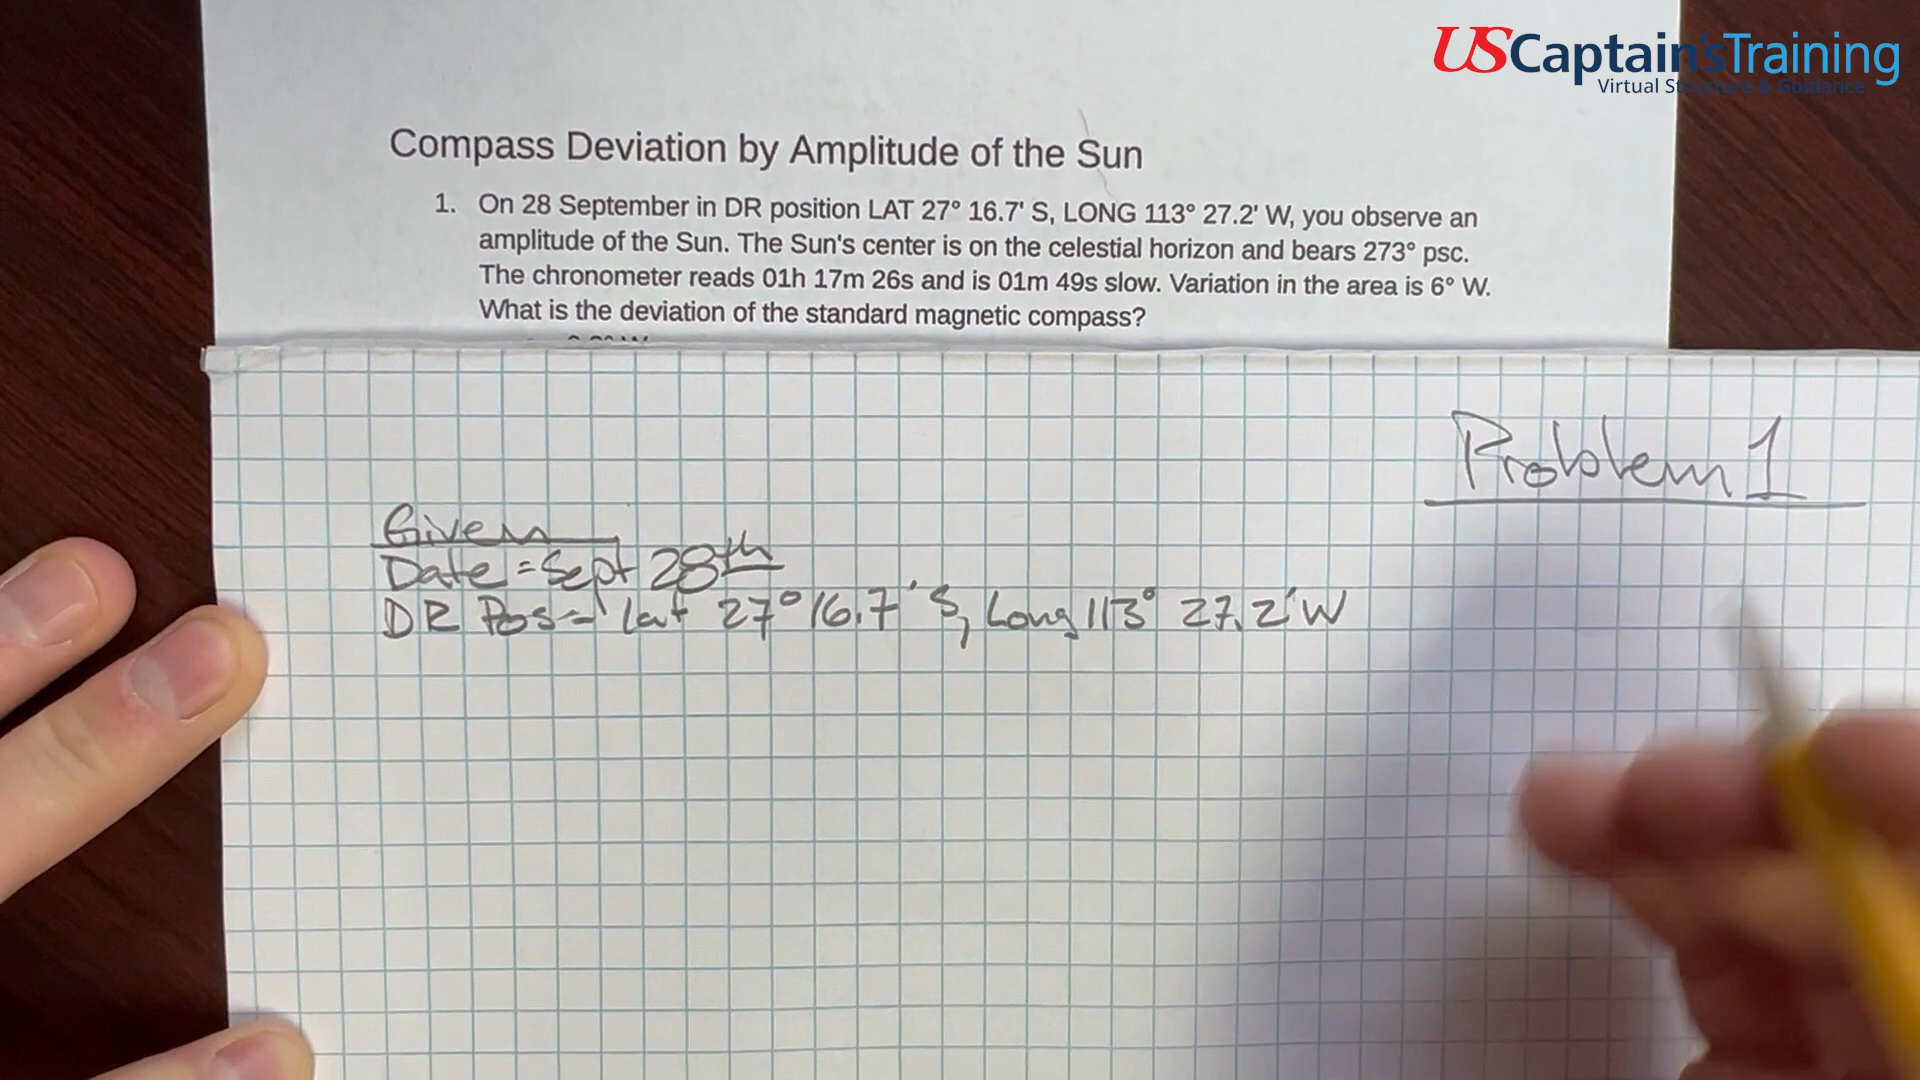 USCaptain'sTraining
Virtual Structure & Guidance
Compass Deviation by Amplitude of the Sun
1. On 28 September in DR position LAT 27° 16.7' S, LONG 113° 27.2' W, you observe an
amplitude of the Sun. The Sun's center is on the celestial horizon and bears 273° psc.
The chronometer reads 01h 17m 26s and is 01m 49s slow. Variation in the area is 6° W.
What is the deviation of the standard magnetic compass?
Problem 1
Given
Date = Sept 28th
DR Pos = Lat 27° 16.7' S, Long 113° 27.2' W